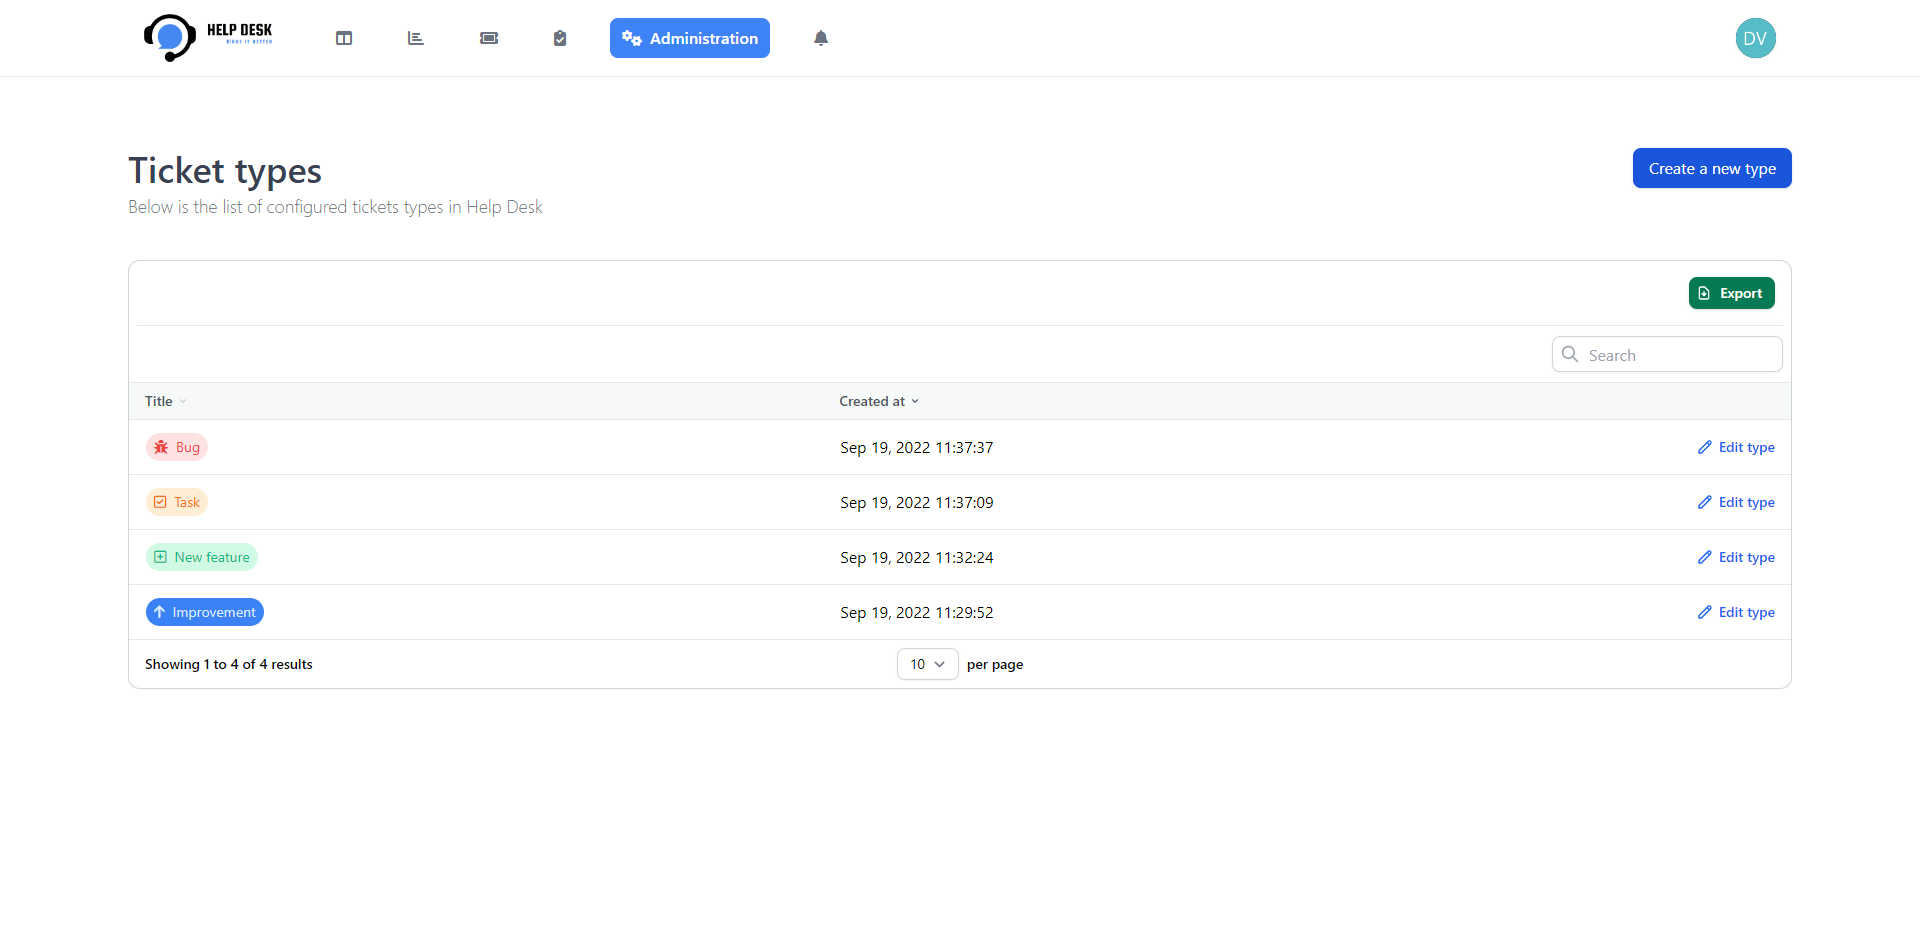 HELP DESK
Administration
DV
Ticket types
Create a new type
Below is the list of configured tickets types in Help Desk
Export
Search
Title Created at
Bug Sep 19, 2022 11:37:37 Edit type
Task Sep 19, 2022 11:37:09 Edit type
New feature Sep 19, 2022 11:32:24 Edit type
Improvement Sep 19, 2022 11:29:52 Edit type
Showing 1 to 4 of 4 results 10 per page